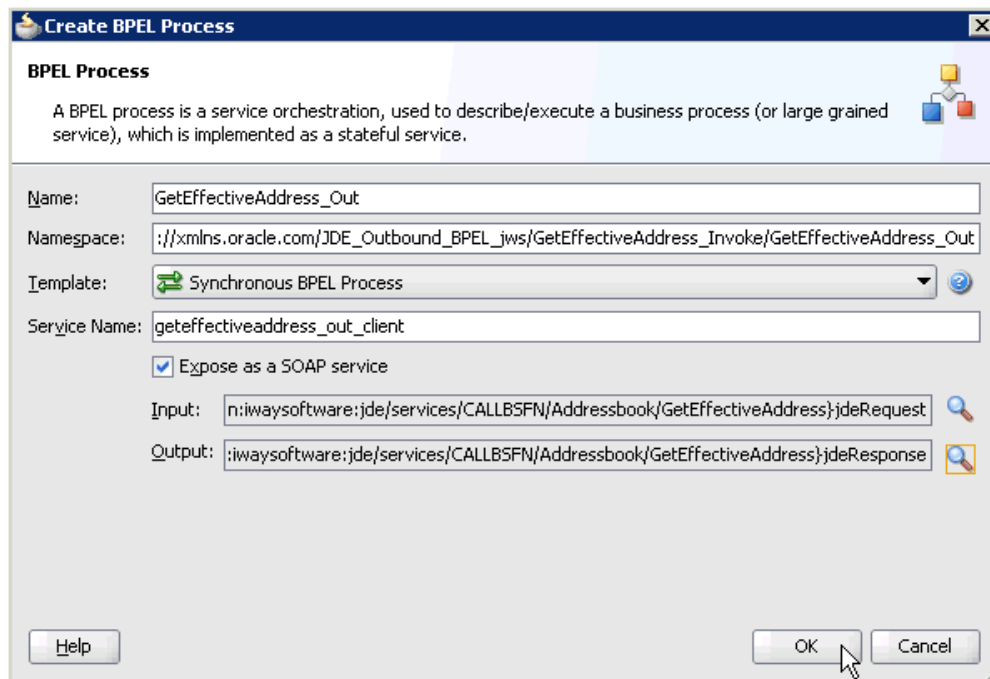 Create BPEL Process
BPEL Process
A BPEL process is a service orchestration, used to describe/execute a business process (or large grained
service), which is implemented as a stateful service.
Name: GetEffectiveAddress_Out
Namespace: ://xmlns.oracle.com/JDE_Outbound_BPEL_jws/GetEffectiveAddress_Invoke/GetEffectiveAddress_Out
Template: Synchronous BPEL Process
Service Name: geteffectiveaddress_out_client
Expose as a SOAP service
Input: n:iwaysoftware:jde/services/CALLBSFN/Addressbook/GetEffectiveAddress}jdeRequest
Output: :iwaysoftware:jde/services/CALLBSFN/Addressbook/GetEffectiveAddress}jdeResponse
Help OK Cancel